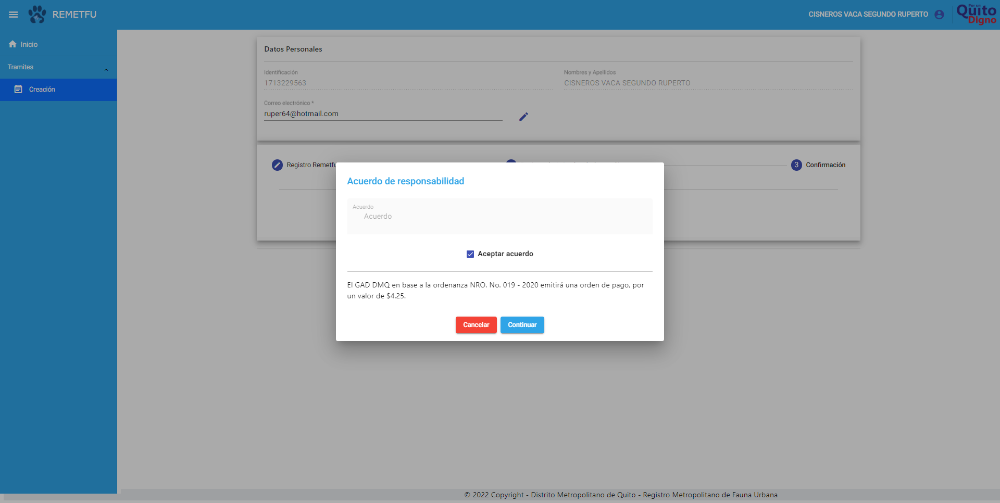 REMETFU
CISNEROS VACA SEGUNDO RUPERTO
Por un
Quito
Digno
Inicio
Tramites
Creación
Datos Personales
Identificación
1713229563
Nombres y Apellidos
CISNEROS VACA SEGUNDO RUPERTO
Correo electrónico *
ruper64@hotmail.com
Registro Remetfu
3 Confirmación
Acuerdo de responsabilidad
Acuerdo
Acuerdo
Aceptar acuerdo
El GAD DMQ en base a la ordenanza NRO. No. 019 - 2020 emitirá una orden de pago, por
un valor de $4.25.
Cancelar
Continuar
© 2022 Copyright - Distrito Metropolitano de Quito - Registro Metropolitano de Fauna Urbana